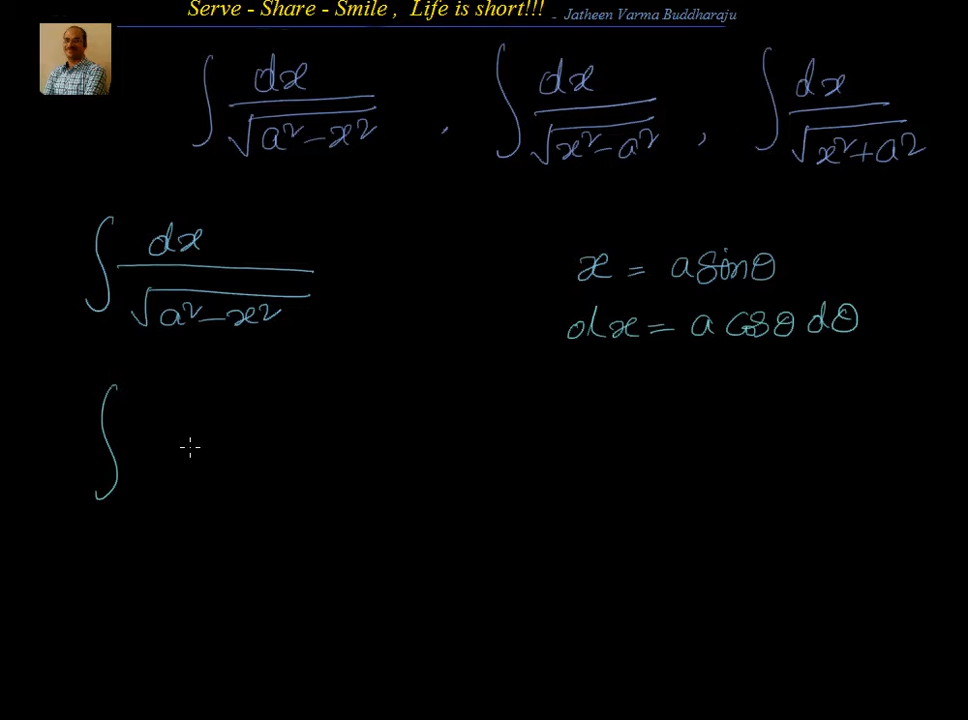 Serve - Share - Smile , Life is short!!! - Jatheen Varma Buddharaju
∫ dx / √(a² - x²) , ∫ dx / √(x² - a²) , ∫ dx / √(x² + a²)
∫ dx / √(a² - x²)
x = a sinθ
dx = a cosθ dθ
∫